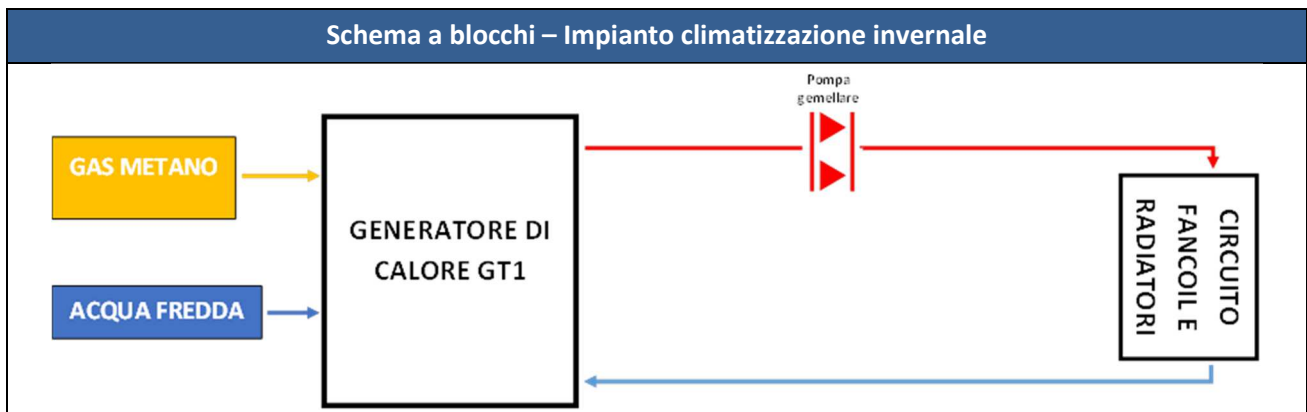 Schema a blocchi – Impianto climatizzazione invernale
Pompa
gemellare
GAS METANO
GENERATORE DI
CALORE GT1
ACQUA FREDDA
CIRCUITO
FANCOIL E
RADIATORI